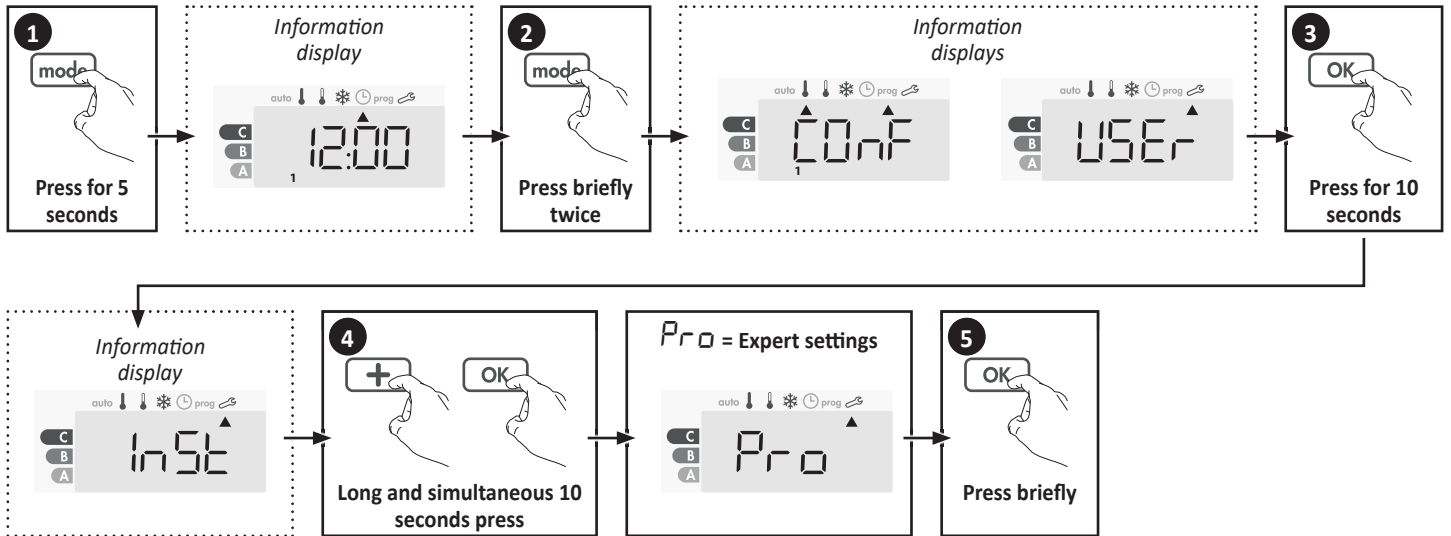 1
mode
Press for 5
seconds
Information
display
auto prog
C
B
A
12:00
1
2
mode
Press briefly
twice
Information
displays
auto prog
C
B
A
COnF
1
auto prog
C
B
A
USEr
3
OK
Press for 10
seconds
Information
display
auto prog
C
B
A
InSt
4
+
OK
Long and simultaneous 10
seconds press
Pro = Expert settings
auto prog
C
B
A
Pro
5
OK
Press briefly